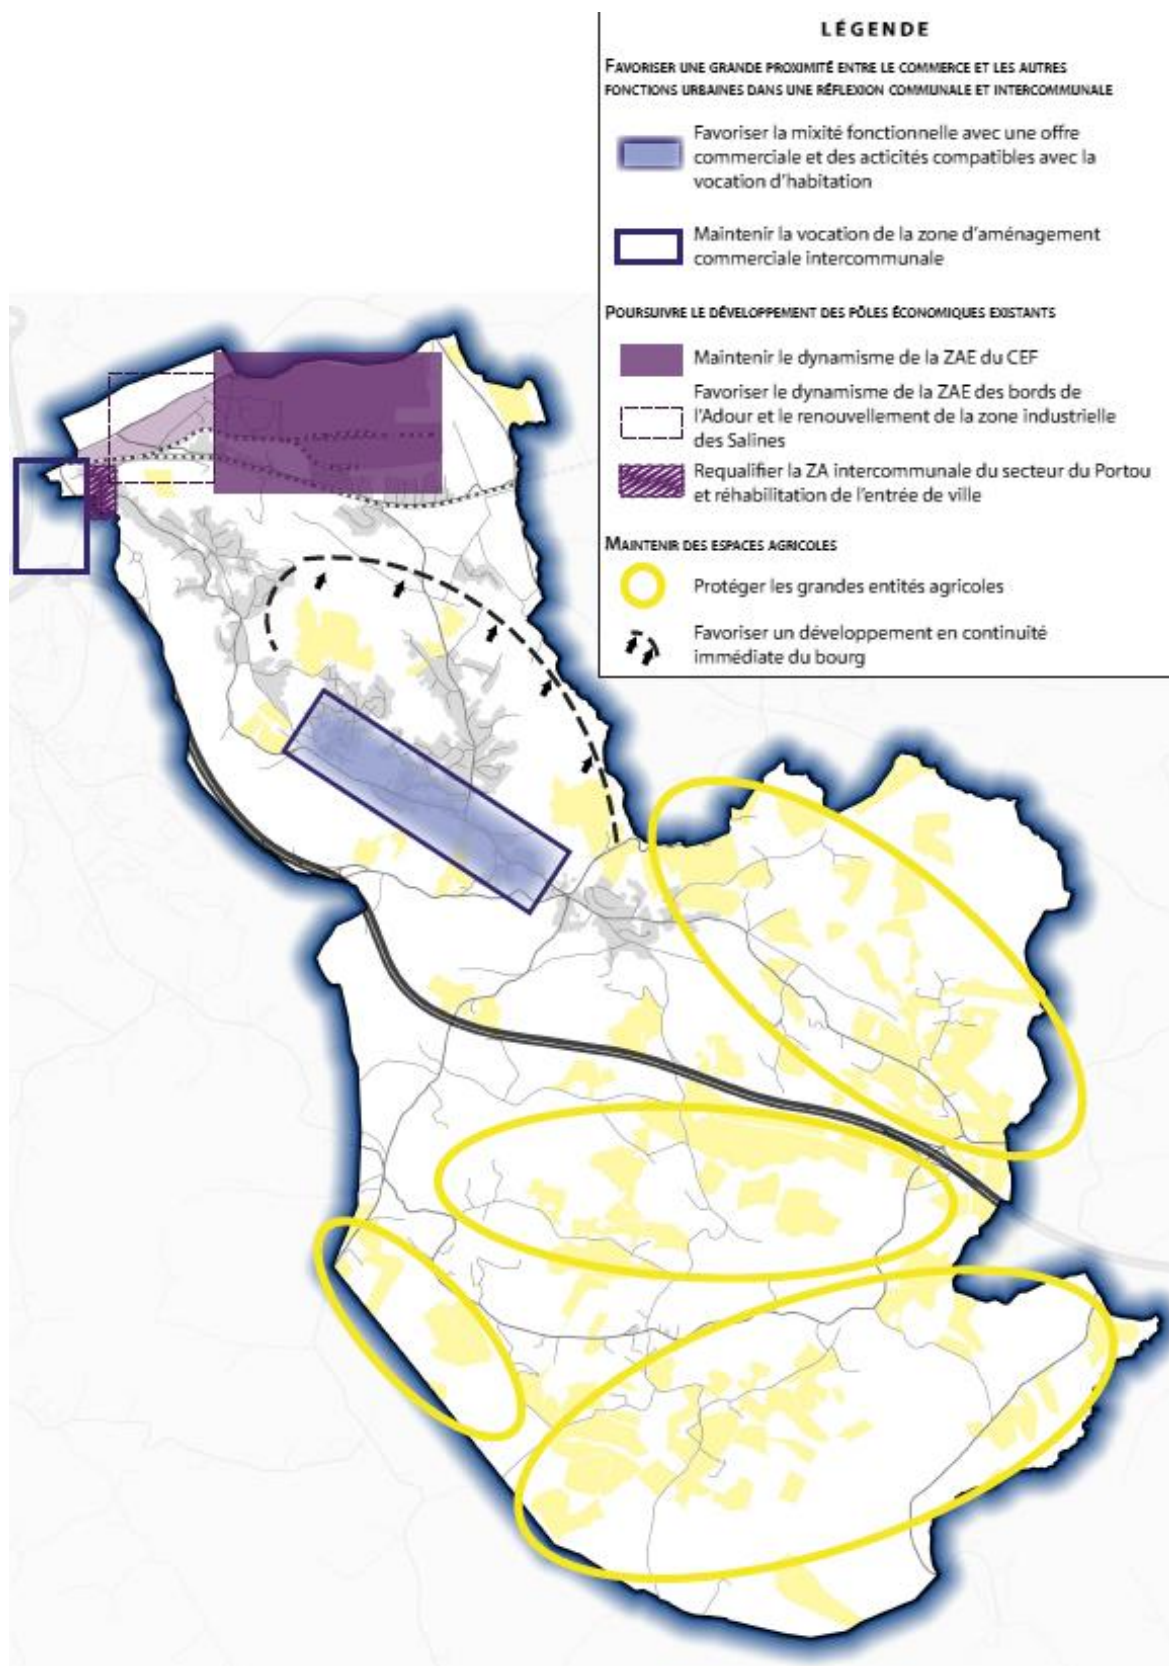 LÉGENDE
FAVORISER UNE GRANDE PROXIMITÉ ENTRE LE COMMERCE ET LES AUTRES
FONCTIONS URBAINES DANS UNE RÉFLEXION COMMUNALE ET INTERCOMMUNALE
Favoriser la mixité fonctionnelle avec une offre
commerciale et des acticités compatibles avec la
vocation d'habitation
Maintenir la vocation de la zone d'aménagement
commerciale intercommunale
POURSUIVRE LE DÉVELOPPEMENT DES PÔLES ÉCONOMIQUES EXISTANTS
Maintenir le dynamisme de la ZAE du CEF
Favoriser le dynamisme de la ZAE des bords de
l'Adour et le renouvellement de la zone industrielle
des Salines
Requalifier la ZA intercommunale du secteur du Portou
et réhabilitation de l'entrée de ville
MAINTENIR DES ESPACES AGRICOLES
Protéger les grandes entités agricoles
Favoriser un développement en continuité
immédiate du bourg